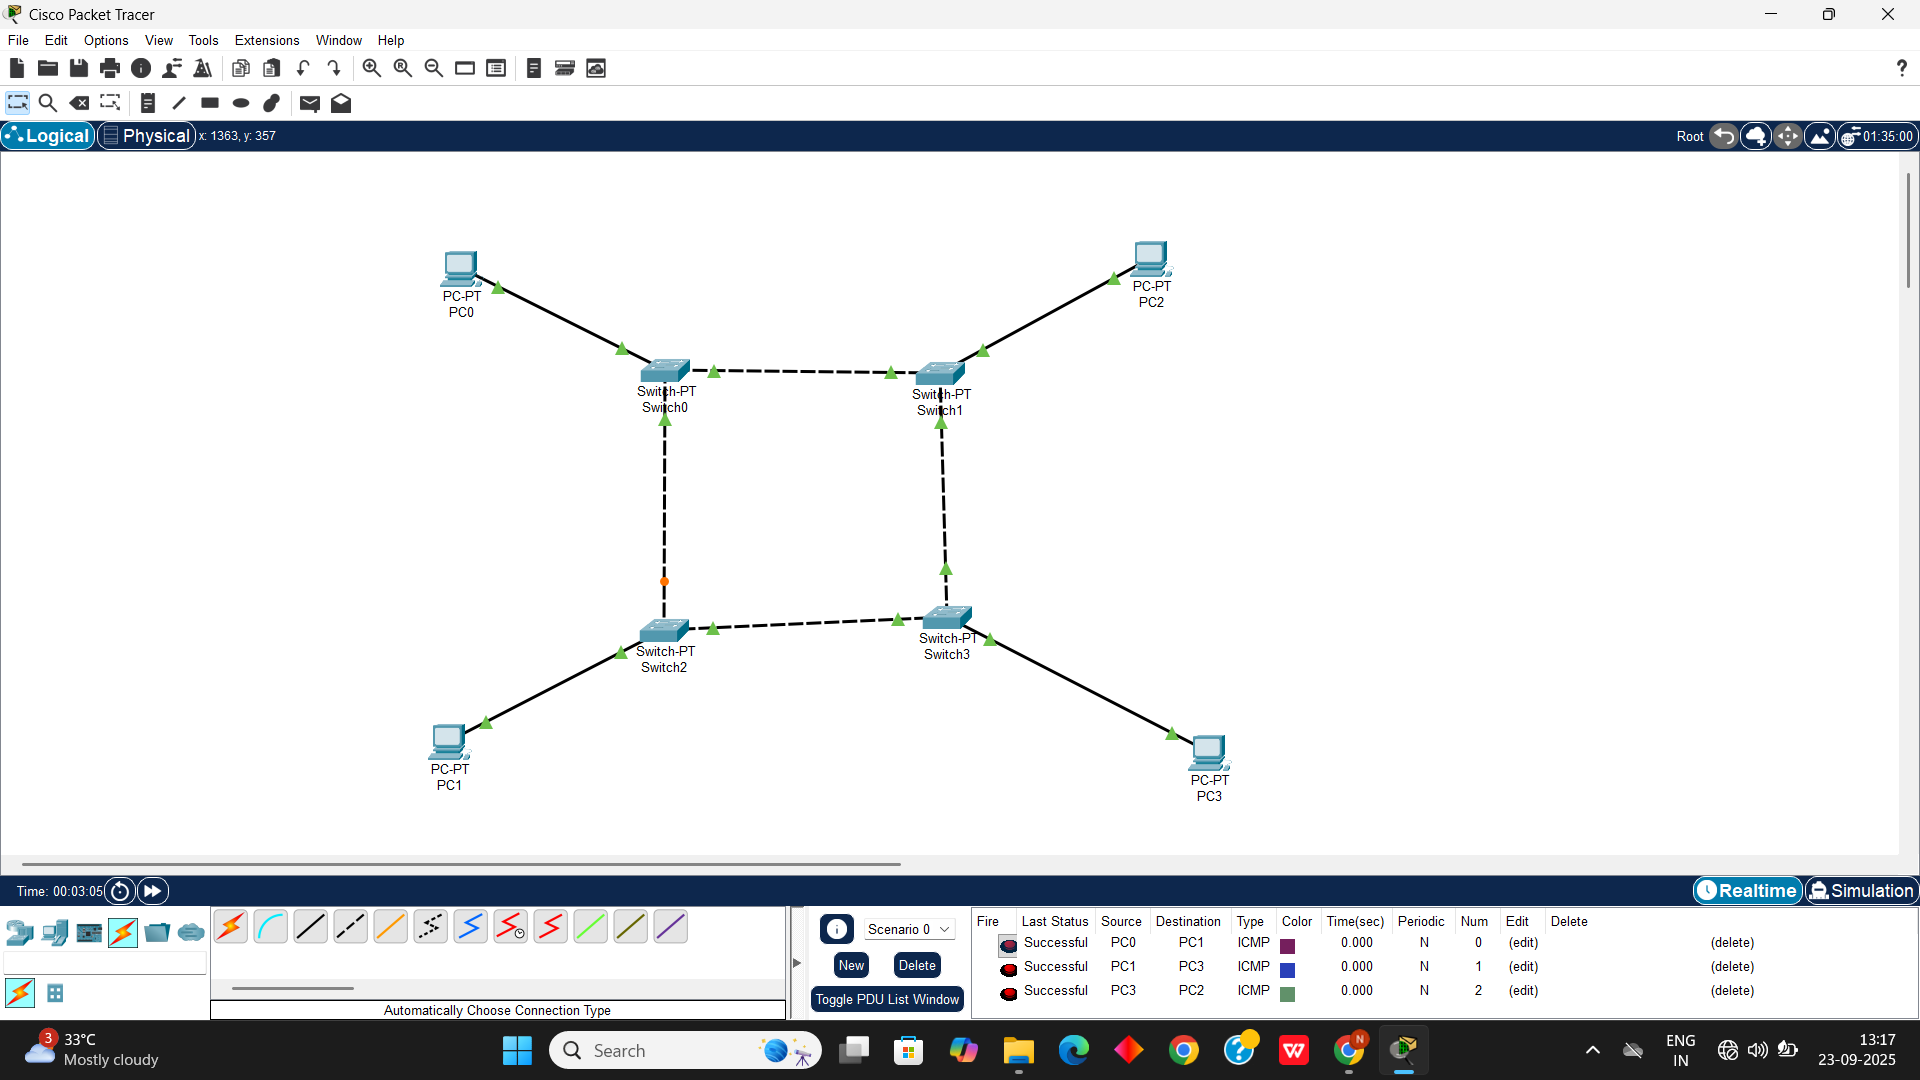 Cisco Packet Tracer
File Edit Options View Tools Extensions Window Help
?
Logical Physical x: 1363, y: 357 Root 01:35:00
PC-PT
PC0
PC-PT
PC2
Switch-PT
Switch0
Switch-PT
Switch1
Switch-PT
Switch2
Switch-PT
Switch3
PC-PT
PC1
PC-PT
PC3
Time: 00:03:05 Realtime Simulation
Scenario 0
New Delete
Toggle PDU List Window
Automatically Choose Connection Type
Fire Last Status Source Destination Type Color Time(sec) Periodic Num Edit Delete
Successful PC0 PC1 ICMP 0.000 N 0 (edit) (delete)
Successful PC1 PC3 ICMP 0.000 N 1 (edit) (delete)
Successful PC3 PC2 ICMP 0.000 N 2 (edit) (delete)
3
33°C
Mostly cloudy
Search
W
N
ENG
IN
13:17
23-09-2025